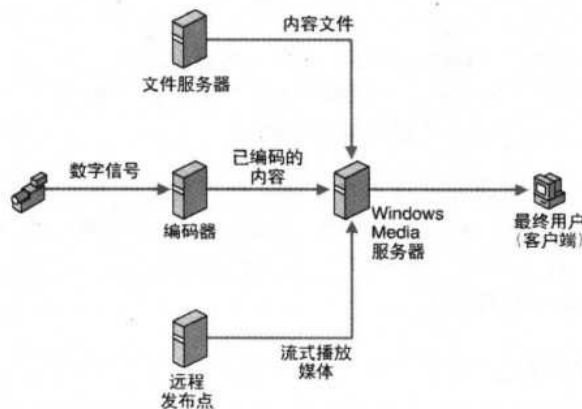 内容文件
文件服务器
数字信号
已编码的
内容
编码器
Windows
Media
服务器
最终用户
(客户端)
流式播放
媒体
远程
发布点